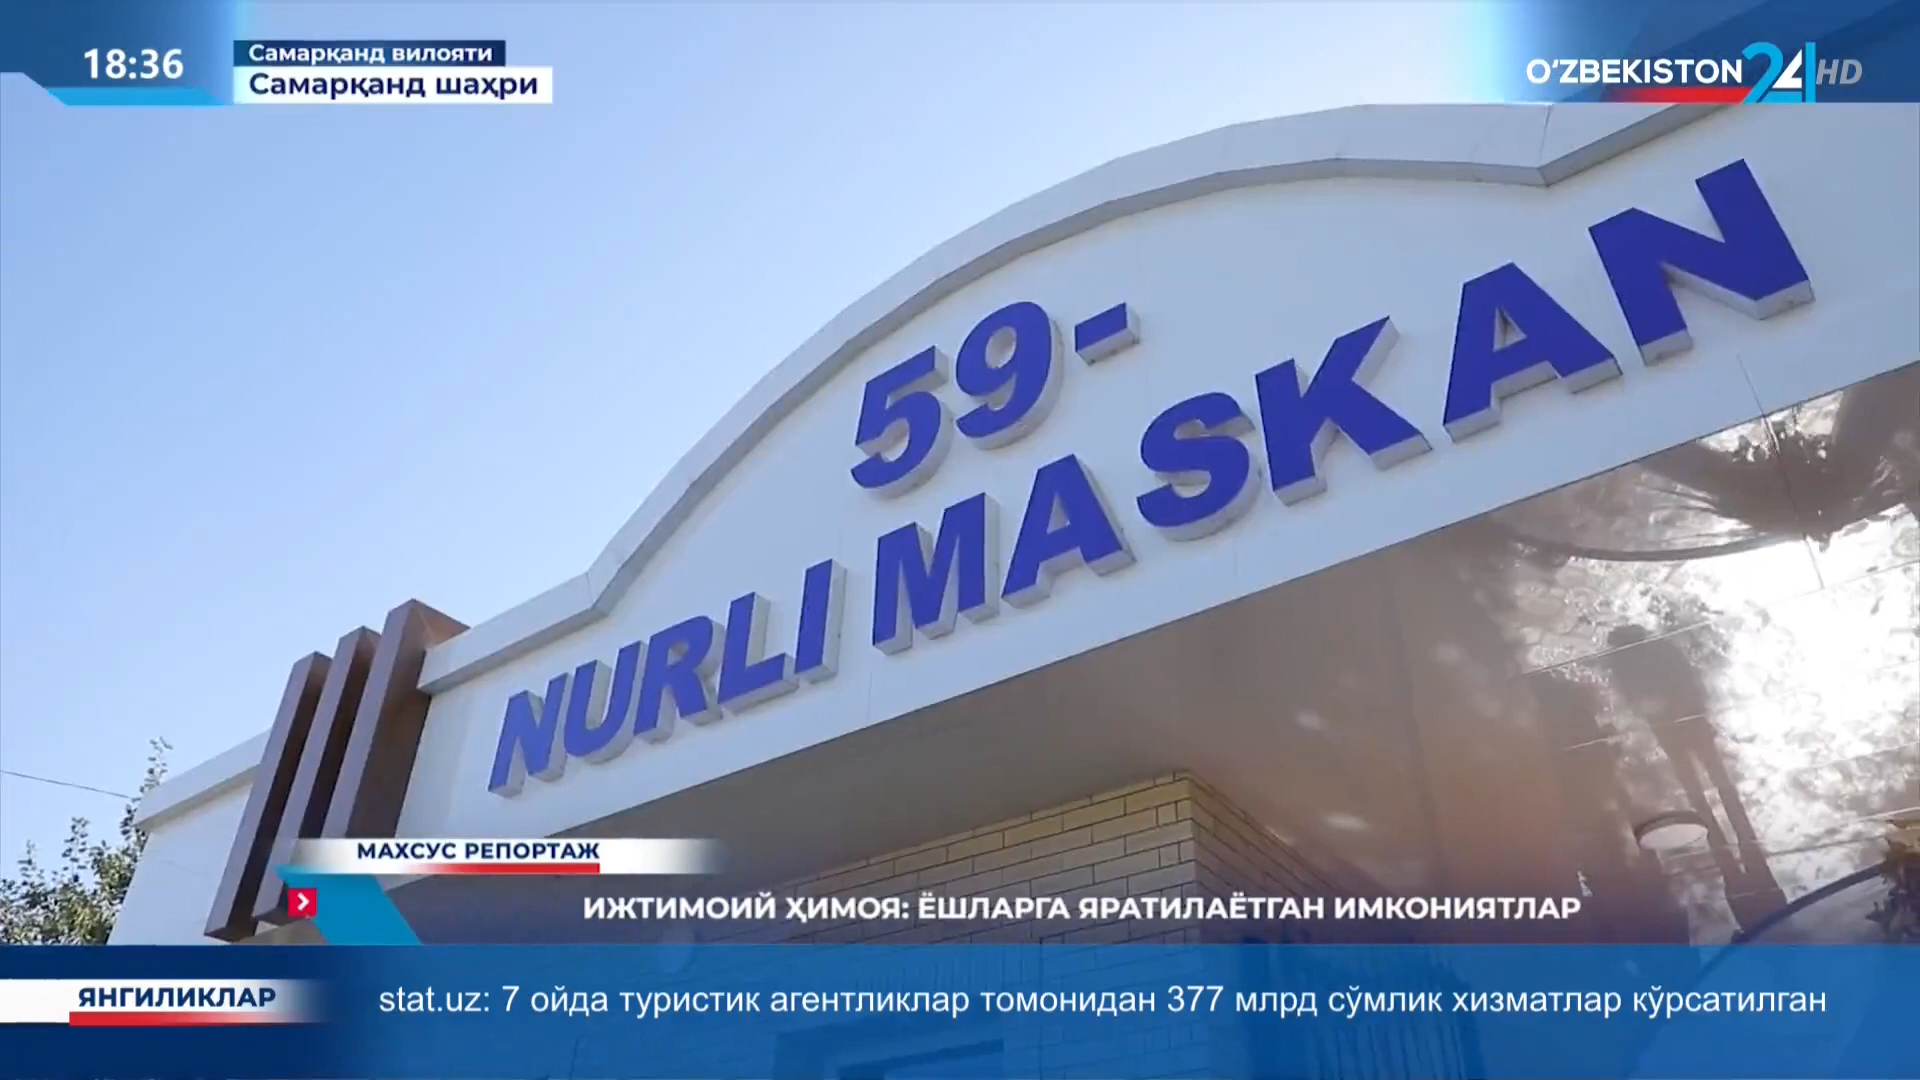 18:36
Самарқанд вилояти
Самарқанд шаҳри
O‘ZBEKISTON 24 HD
59-
NURLI MASKAN
МАХСУС РЕПОРТАЖ
ИЖТИМОИЙ ҲИМОЯ: ЁШЛАРГА ЯРАТИЛАЁТГАН ИМКОНИЯТЛАР
ЯНГИЛИКЛАР
stat.uz: 7 ойда туристик агентликлар томонидан 377 млрд сўмлик хизматлар кўрсатилган